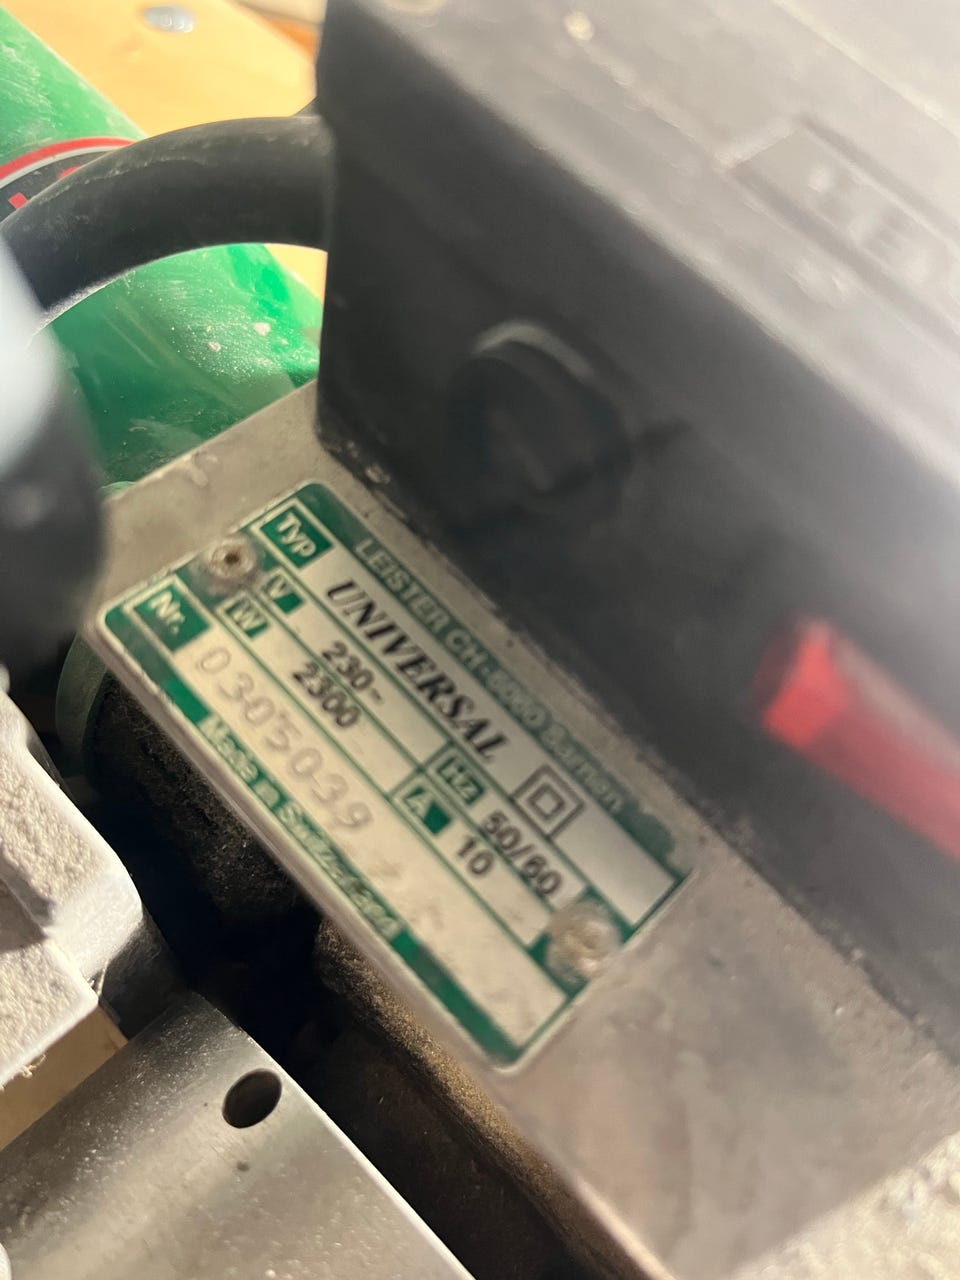 LEISTER CH-6060 Sarnen
Typ UNIVERSAL
V 230~ Hz 50/60
W 2300 A 10
Nr. 0305039
Made in Switzerland